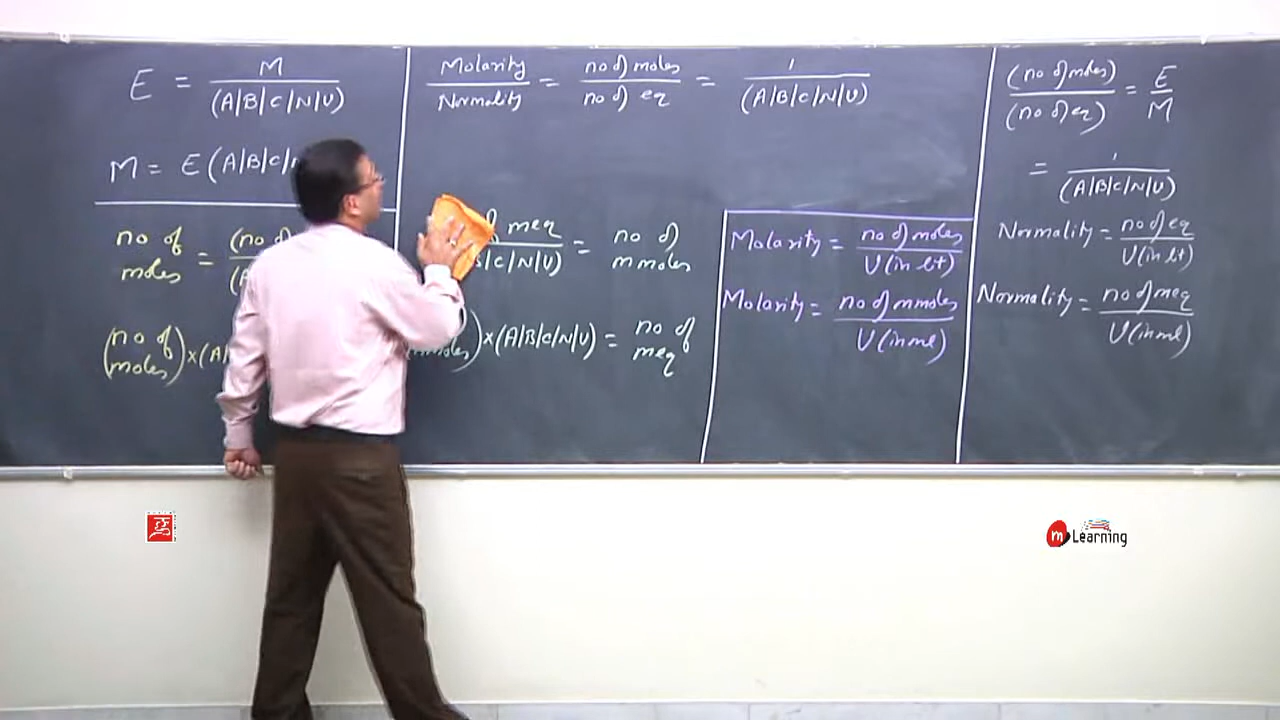 E = M / (A/B/C/N/V)
M = E (A/B/C/
no of moles = (no o
(A
(no of moles) × (A/
Molarity / Normality = no of moles / no of eq = 1 / (A/B/C/N/V)
meq / B/C/N/V) = no of mmoles
mmoles) × (A/B/C/N/V) = no of meq
Molarity = no of moles / V (in lit)
Molarity = no of mmoles / V (in ml)
(no of moles) / (no of eq) = E / M
= 1 / (A/B/C/N/V)
Normality = no of eq / V (in lit)
Normality = no of meq / V (in ml)
m Learning